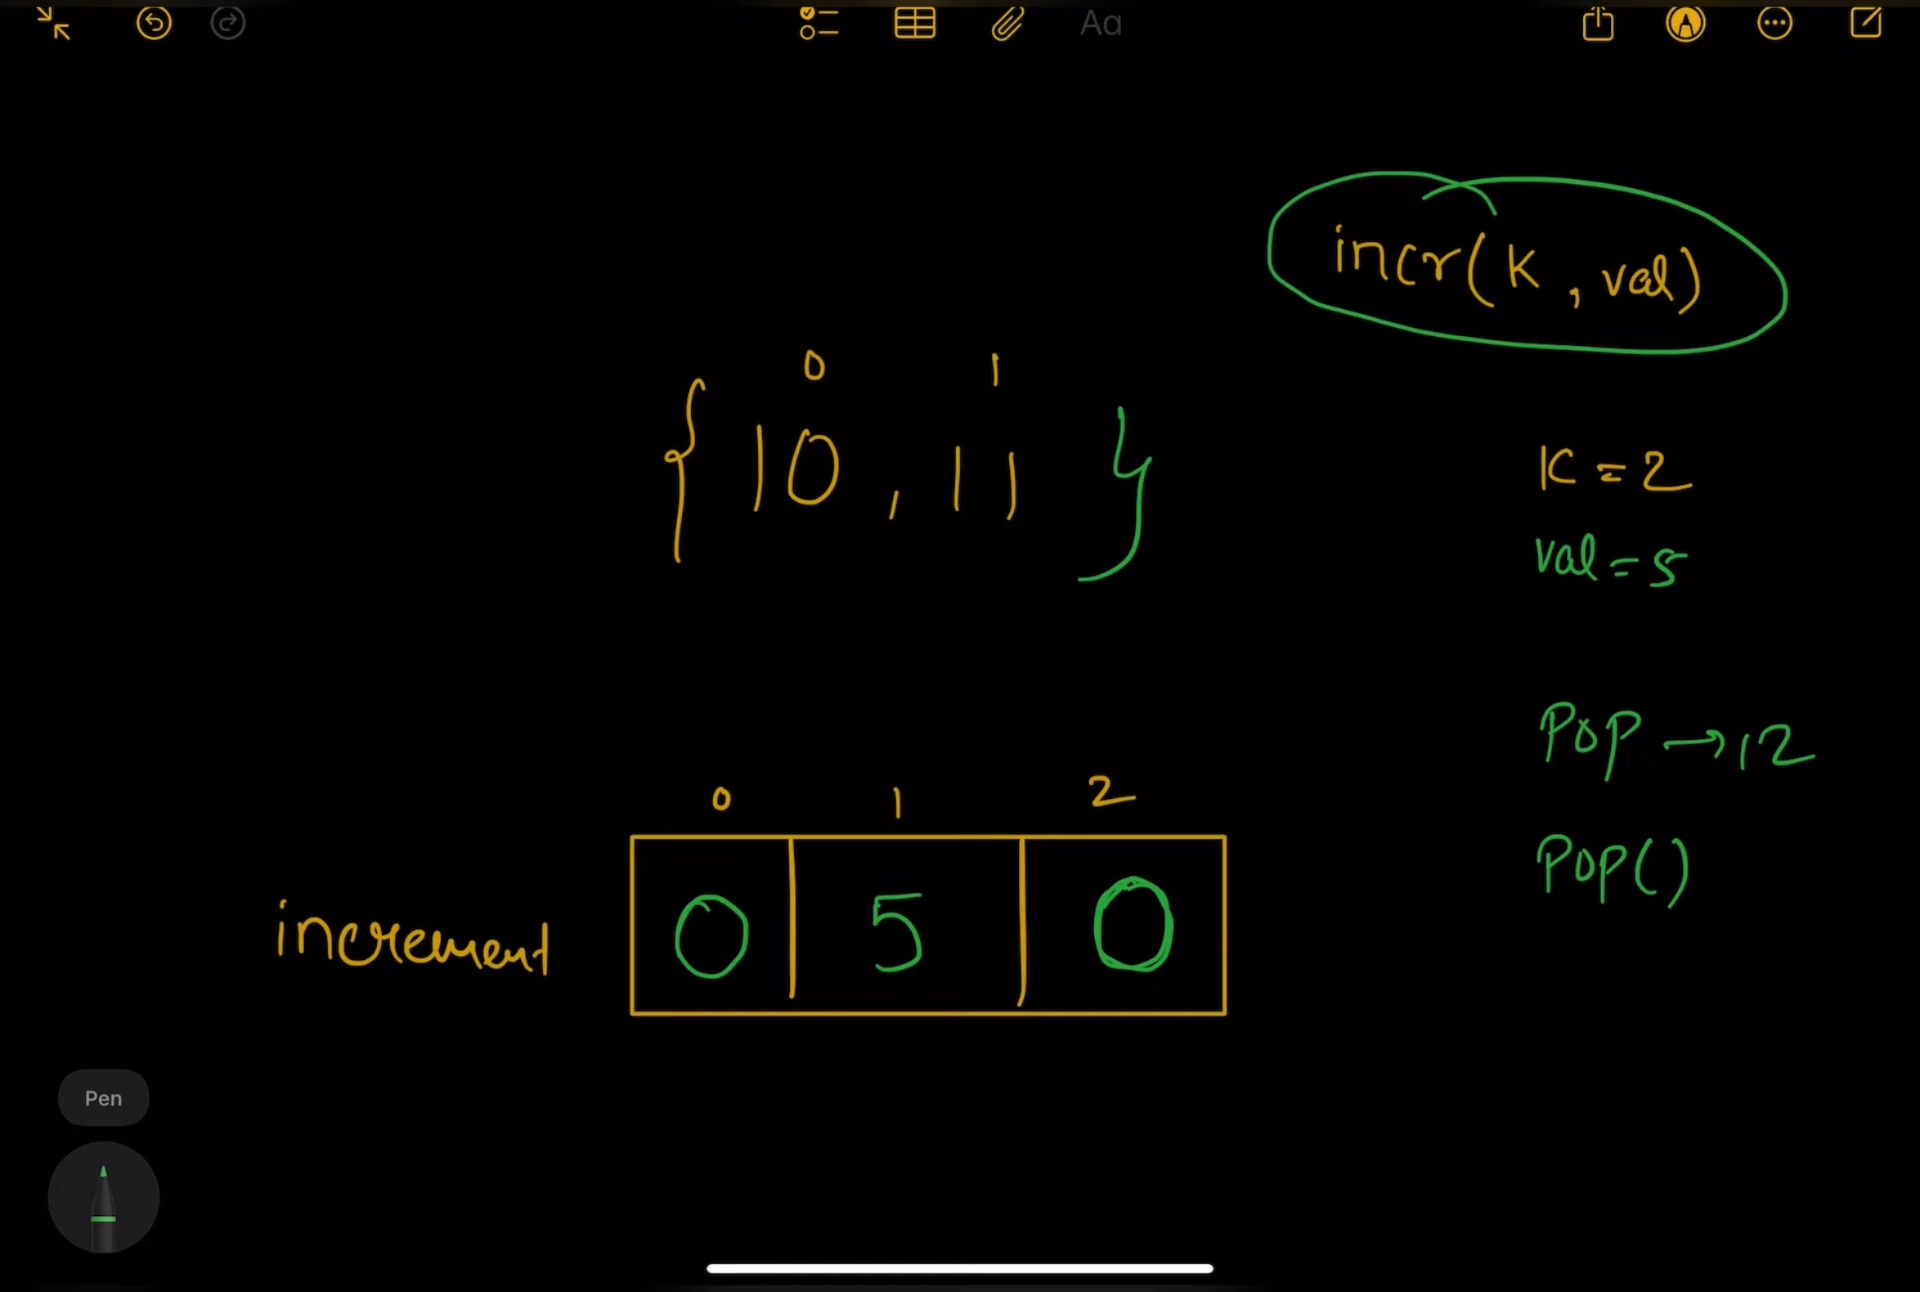 Aa
incr(K, val)
0 1
{ 10, 11 }
K = 2
val = 5
POP → 12
0 1 2
POP()
increment 0 5 0
Pen